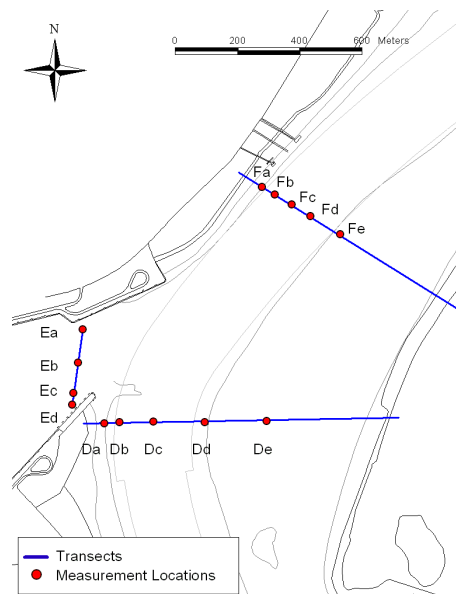 N
0 200 400 600 Meters
Fa
Fb
Fc
Fd
Fe
Ea
Eb
Ec
Ed
Da Db Dc Dd De
Transects
Measurement Locations